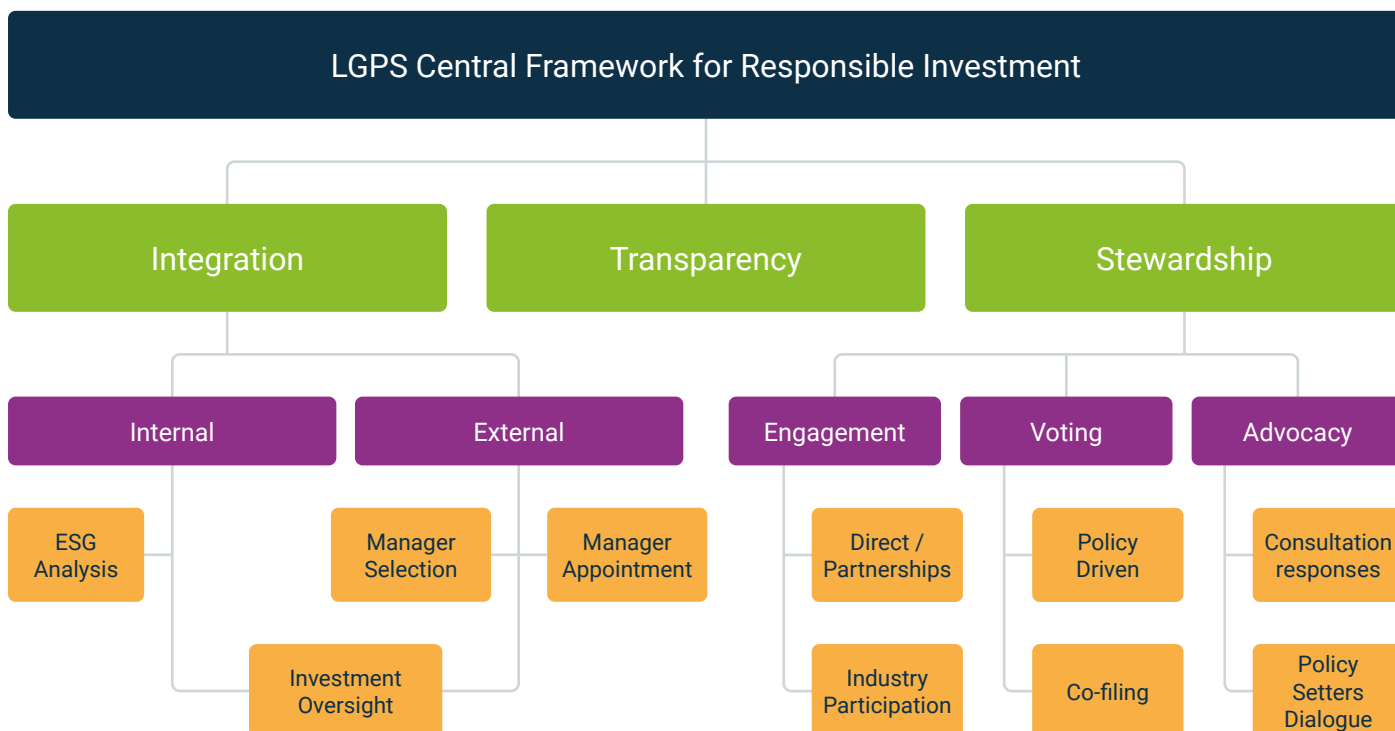 LGPS Central Framework for Responsible Investment
Integration
Transparency
Stewardship
Internal
External
Engagement
Voting
Advocacy
ESG
Analysis
Manager
Selection
Manager
Appointment
Direct /
Partnerships
Policy
Driven
Consultation
responses
Investment
Oversight
Industry
Participation
Co-filing
Policy
Setters
Dialogue